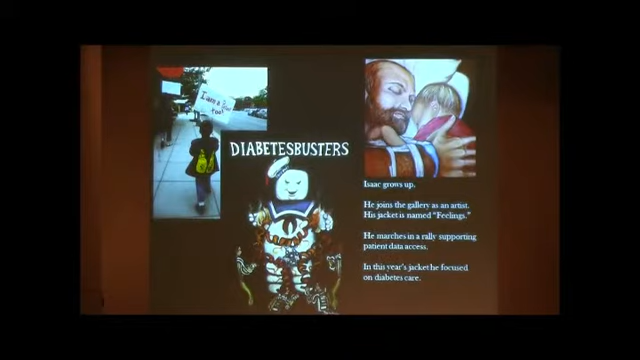 I am a
too!
DIABETESBUSTERS
Isaac grows up.
He joins the gallery as an artist.
His jacket is named "Feelings."
He marches in a rally supporting
patient data access.
In this year's jacket he focused
on diabetes care.